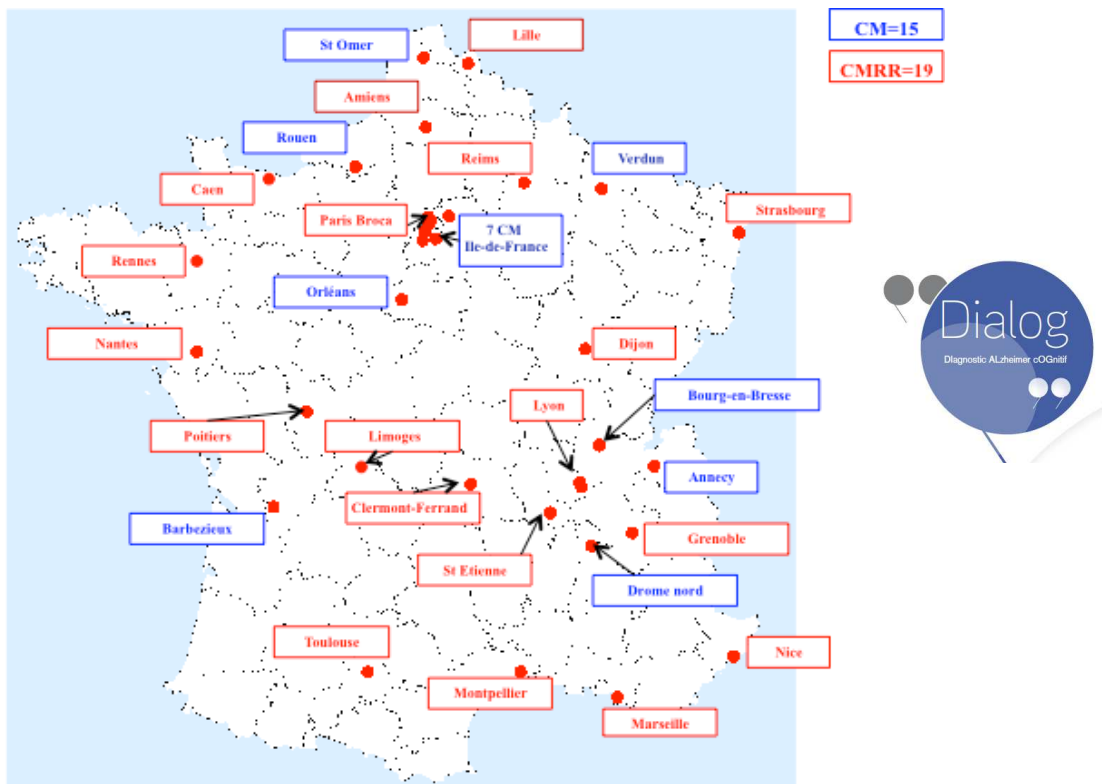 CM=15
CMRR=19
St Omer
Lille
Amiens
Rouen
Reims
Verdun
Caen
Paris Broca
7 CM
Ile-de-France
Strasbourg
Rennes
Orléans
Nantes
Dijon
Dialog
DIagnostic ALzheimer cOGnitif
Bourg-en-Bresse
Lyon
Poitiers
Limoges
Annecy
Clermont-Ferrand
Barbezieux
Grenoble
St Etienne
Drome nord
Toulouse
Nice
Montpellier
Marseille